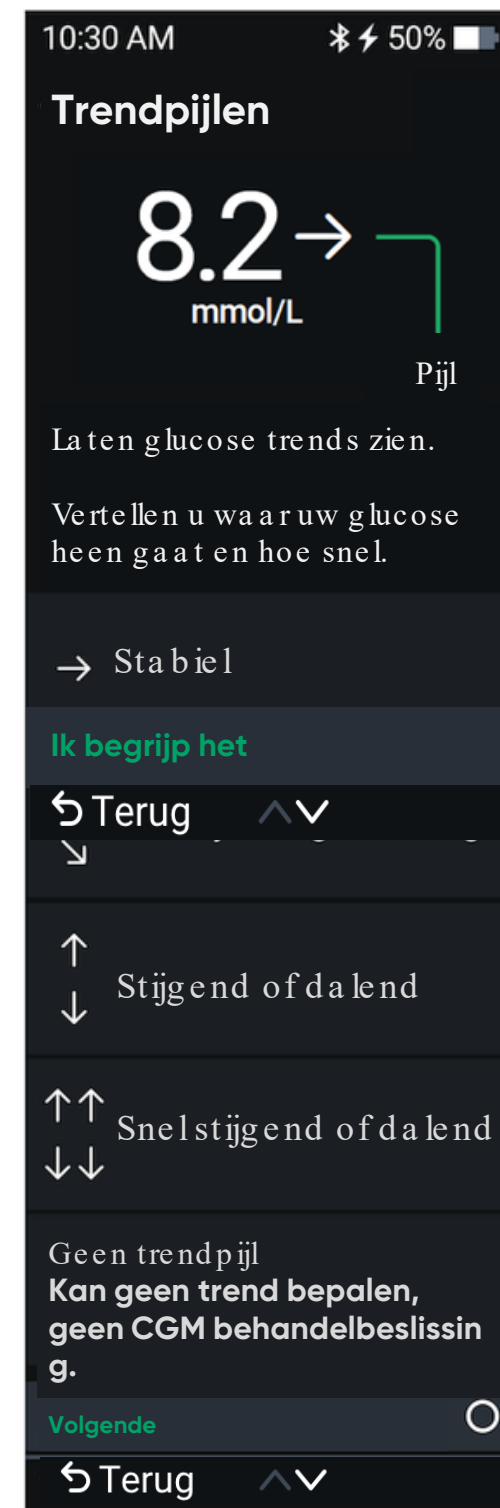 10:30 AM 50%
Trendpijlen
8.2→
mmol/L
Pijl
Laten glucose trends zien.
Vertellen u waar uw glucose
heen gaat en hoe snel.
→ Stabiel
Ik begrijp het
Terug
↘
↑
↓ Stijgend of dalend
↑↑
↓↓ Snel stijgend of dalend
Geen trendpijl
Kan geen trend bepalen,
geen CGM behandelbeslissin
g.
Volgende
Terug